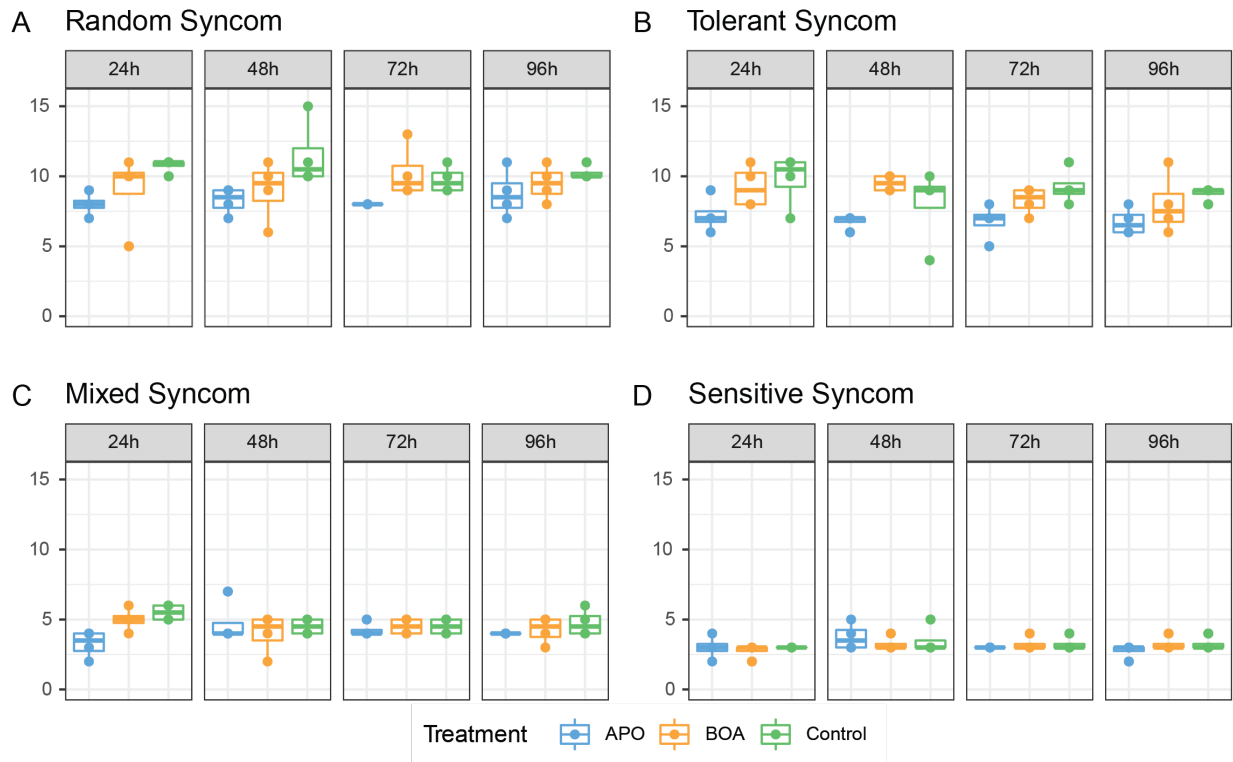 A Random Syncom
24h 48h 72h 96h
15
10
5
0
B Tolerant Syncom
24h 48h 72h 96h
15
10
5
0
C Mixed Syncom
24h 48h 72h 96h
15
10
5
0
D Sensitive Syncom
24h 48h 72h 96h
15
10
5
0
Treatment APO BOA Control